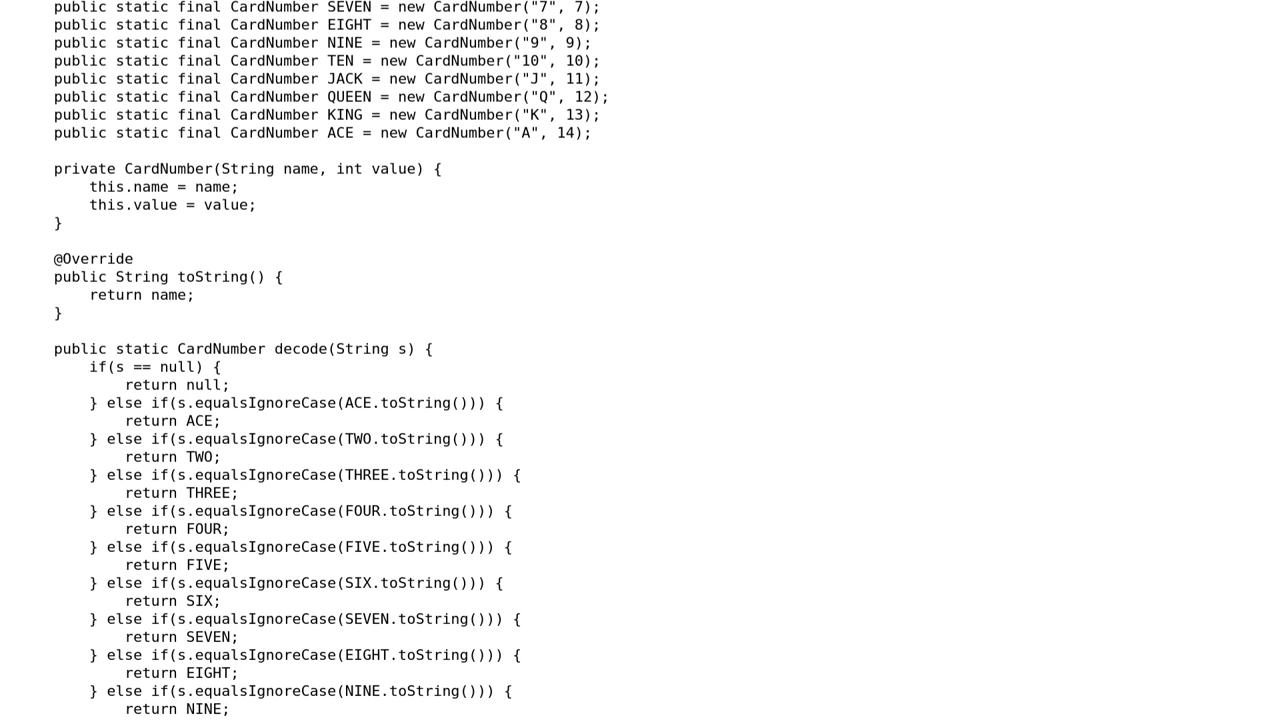 public static final CardNumber SEVEN = new CardNumber("7", 7);
public static final CardNumber EIGHT = new CardNumber("8", 8);
public static final CardNumber NINE = new CardNumber("9", 9);
public static final CardNumber TEN = new CardNumber("10", 10);
public static final CardNumber JACK = new CardNumber("J", 11);
public static final CardNumber QUEEN = new CardNumber("Q", 12);
public static final CardNumber KING = new CardNumber("K", 13);
public static final CardNumber ACE = new CardNumber("A", 14);

private CardNumber(String name, int value) {
    this.name = name;
    this.value = value;
}

@Override
public String toString() {
    return name;
}

public static CardNumber decode(String s) {
    if(s == null) {
        return null;
    } else if(s.equalsIgnoreCase(ACE.toString())) {
        return ACE;
    } else if(s.equalsIgnoreCase(TWO.toString())) {
        return TWO;
    } else if(s.equalsIgnoreCase(THREE.toString())) {
        return THREE;
    } else if(s.equalsIgnoreCase(FOUR.toString())) {
        return FOUR;
    } else if(s.equalsIgnoreCase(FIVE.toString())) {
        return FIVE;
    } else if(s.equalsIgnoreCase(SIX.toString())) {
        return SIX;
    } else if(s.equalsIgnoreCase(SEVEN.toString())) {
        return SEVEN;
    } else if(s.equalsIgnoreCase(EIGHT.toString())) {
        return EIGHT;
    } else if(s.equalsIgnoreCase(NINE.toString())) {
        return NINE;